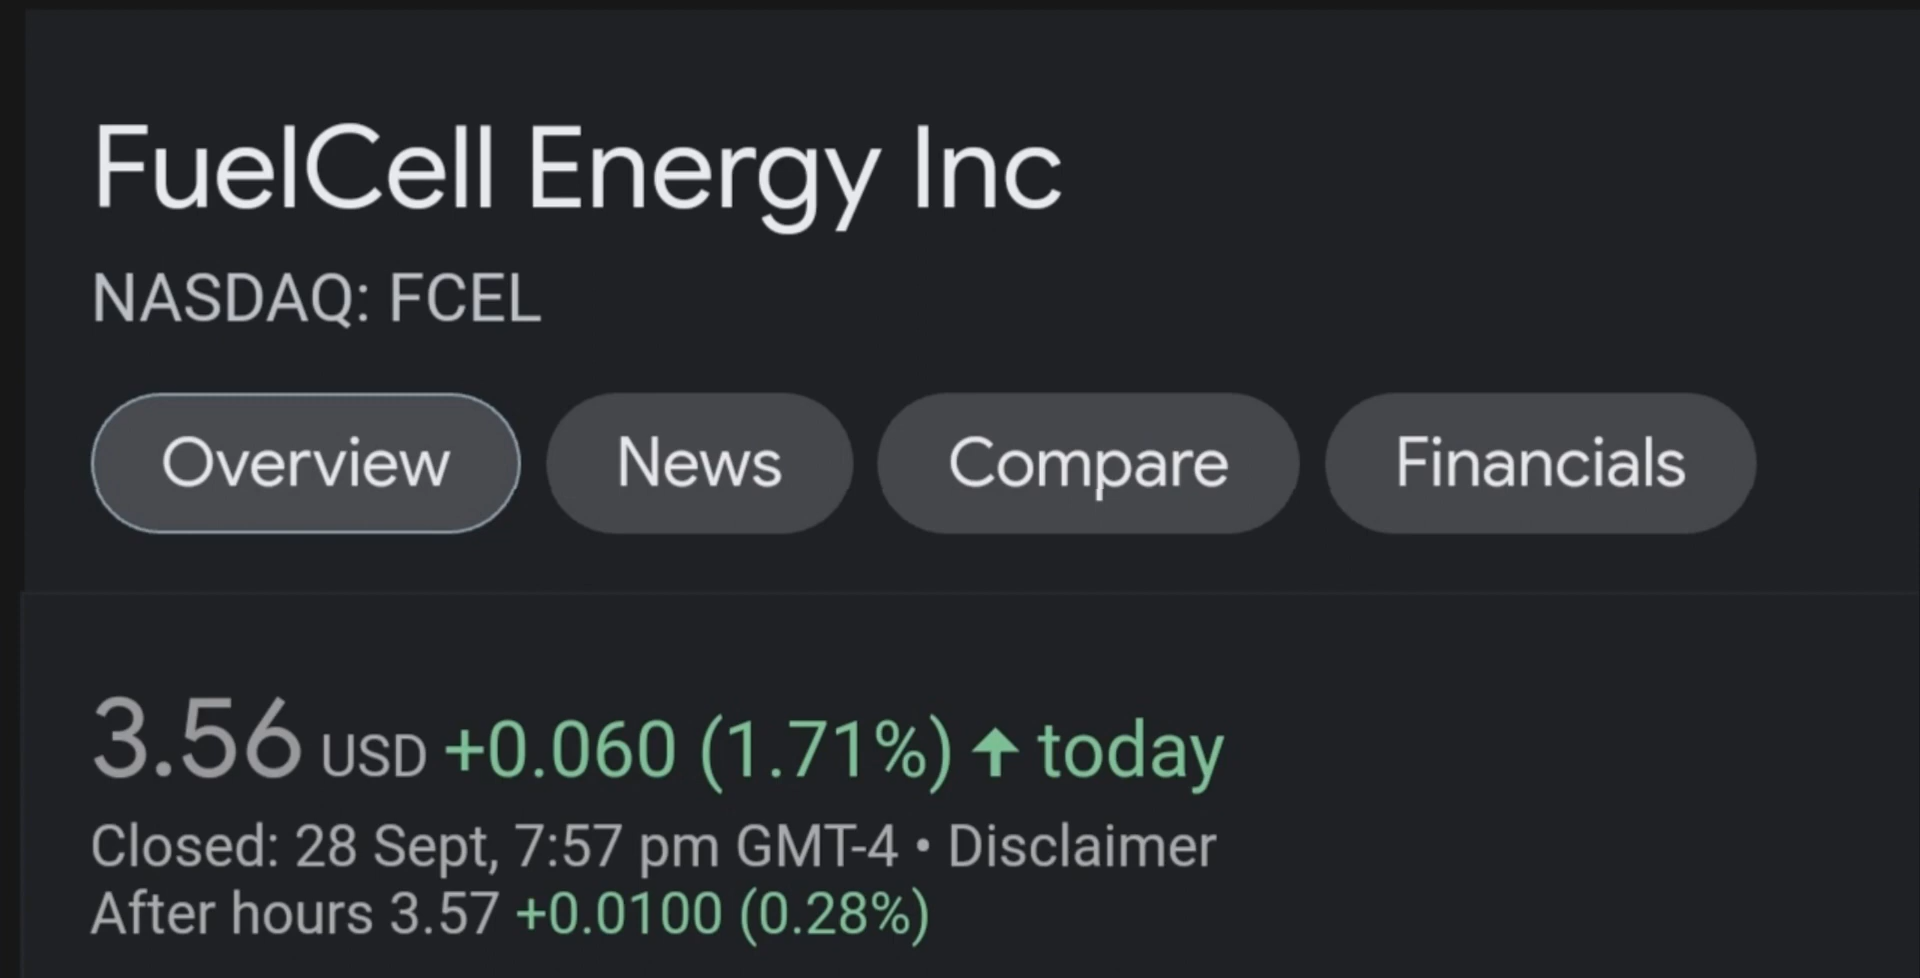 FuelCell Energy Inc
NASDAQ: FCEL
Overview News Compare Financials
3.56 USD +0.060 (1.71%) ↑ today
Closed: 28 Sept, 7:57 pm GMT-4 • Disclaimer
After hours 3.57 +0.0100 (0.28%)